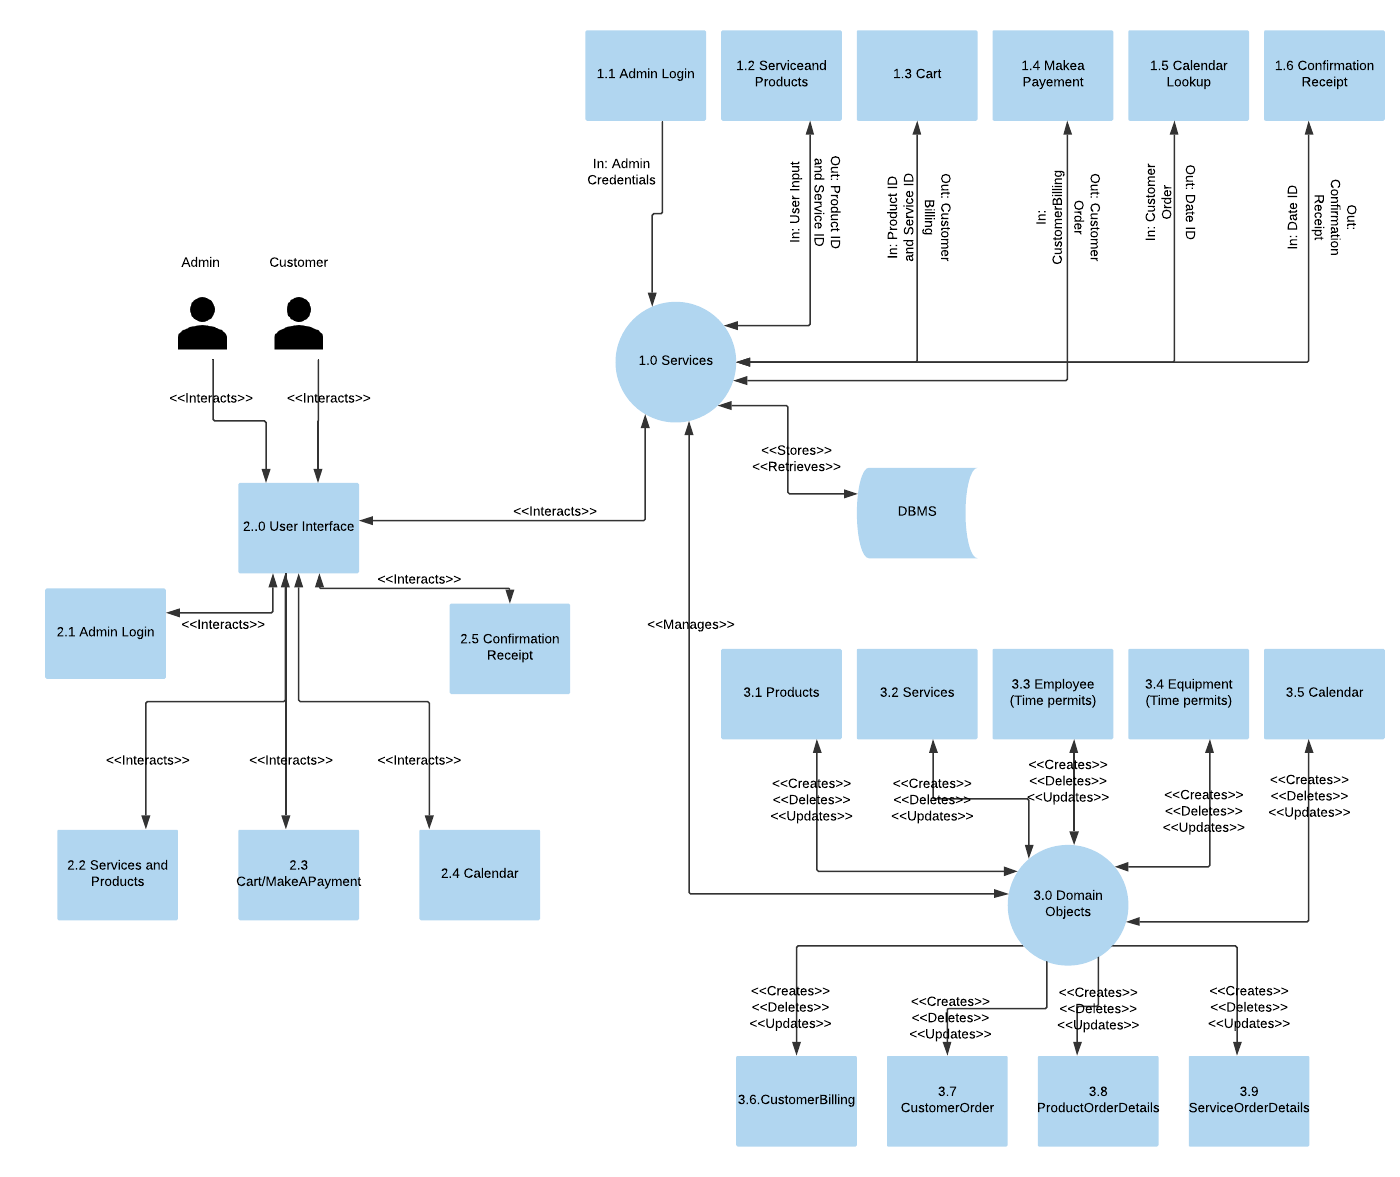 1.1 Admin Login
1.2 Serviceand
Products
1.3 Cart
1.4 Makea
Payement
1.5 Calendar
Lookup
1.6 Confirmation
Receipt
In: Admin
Credentials
In: User Input
Out: Product ID
and Service ID
In: Product ID
and Service ID
Out: Customer
Billing
In:
CustomerBilling
Out: Customer
Order
In: Customer
Order
Out: Date ID
In: Date ID
Out:
Confirmation
Receipt
Admin
Customer
<<Interacts>>
<<Interacts>>
1.0 Services
<<Stores>>
<<Retrieves>>
DBMS
2..0 User Interface
<<Interacts>>
<<Interacts>>
2.1 Admin Login
<<Interacts>>
2.5 Confirmation
Receipt
<<Manages>>
<<Interacts>>
<<Interacts>>
<<Interacts>>
2.2 Services and
Products
2.3
Cart/MakeAPayment
2.4 Calendar
3.1 Products
3.2 Services
3.3 Employee
(Time permits)
3.4 Equipment
(Time permits)
3.5 Calendar
<<Creates>>
<<Deletes>>
<<Updates>>
<<Creates>>
<<Deletes>>
<<Updates>>
<<Creates>>
<<Deletes>>
<<Updates>>
<<Creates>>
<<Deletes>>
<<Updates>>
<<Creates>>
<<Deletes>>
<<Updates>>
3.0 Domain
Objects
<<Creates>>
<<Deletes>>
<<Updates>>
<<Creates>>
<<Deletes>>
<<Updates>>
<<Creates>>
<<Deletes>>
<<Updates>>
<<Creates>>
<<Deletes>>
<<Updates>>
3.6.CustomerBilling
3.7
CustomerOrder
3.8
ProductOrderDetails
3.9
ServiceOrderDetails